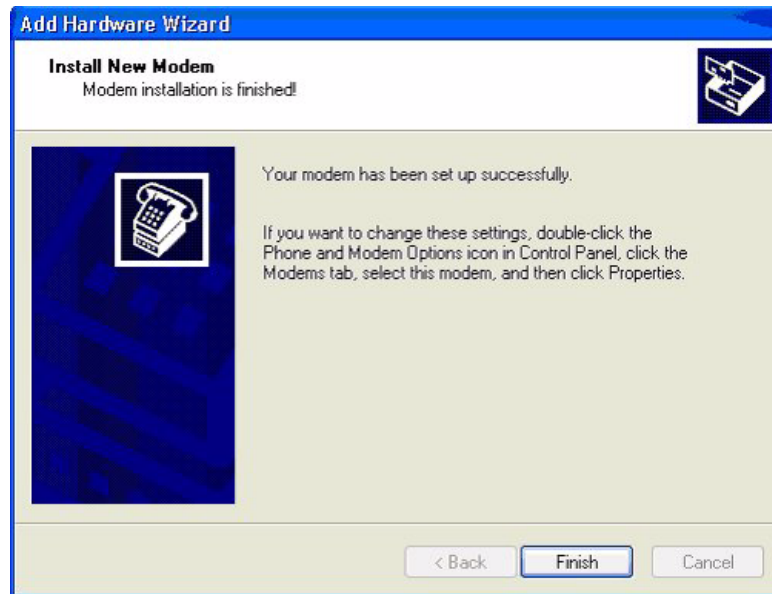 Add Hardware Wizard
Install New Modem
Modem installation is finished!
Your modem has been set up successfully.
If you want to change these settings, double-click the
Phone and Modem Options icon in Control Panel, click the
Modems tab, select this modem, and then click Properties.
< Back Finish Cancel